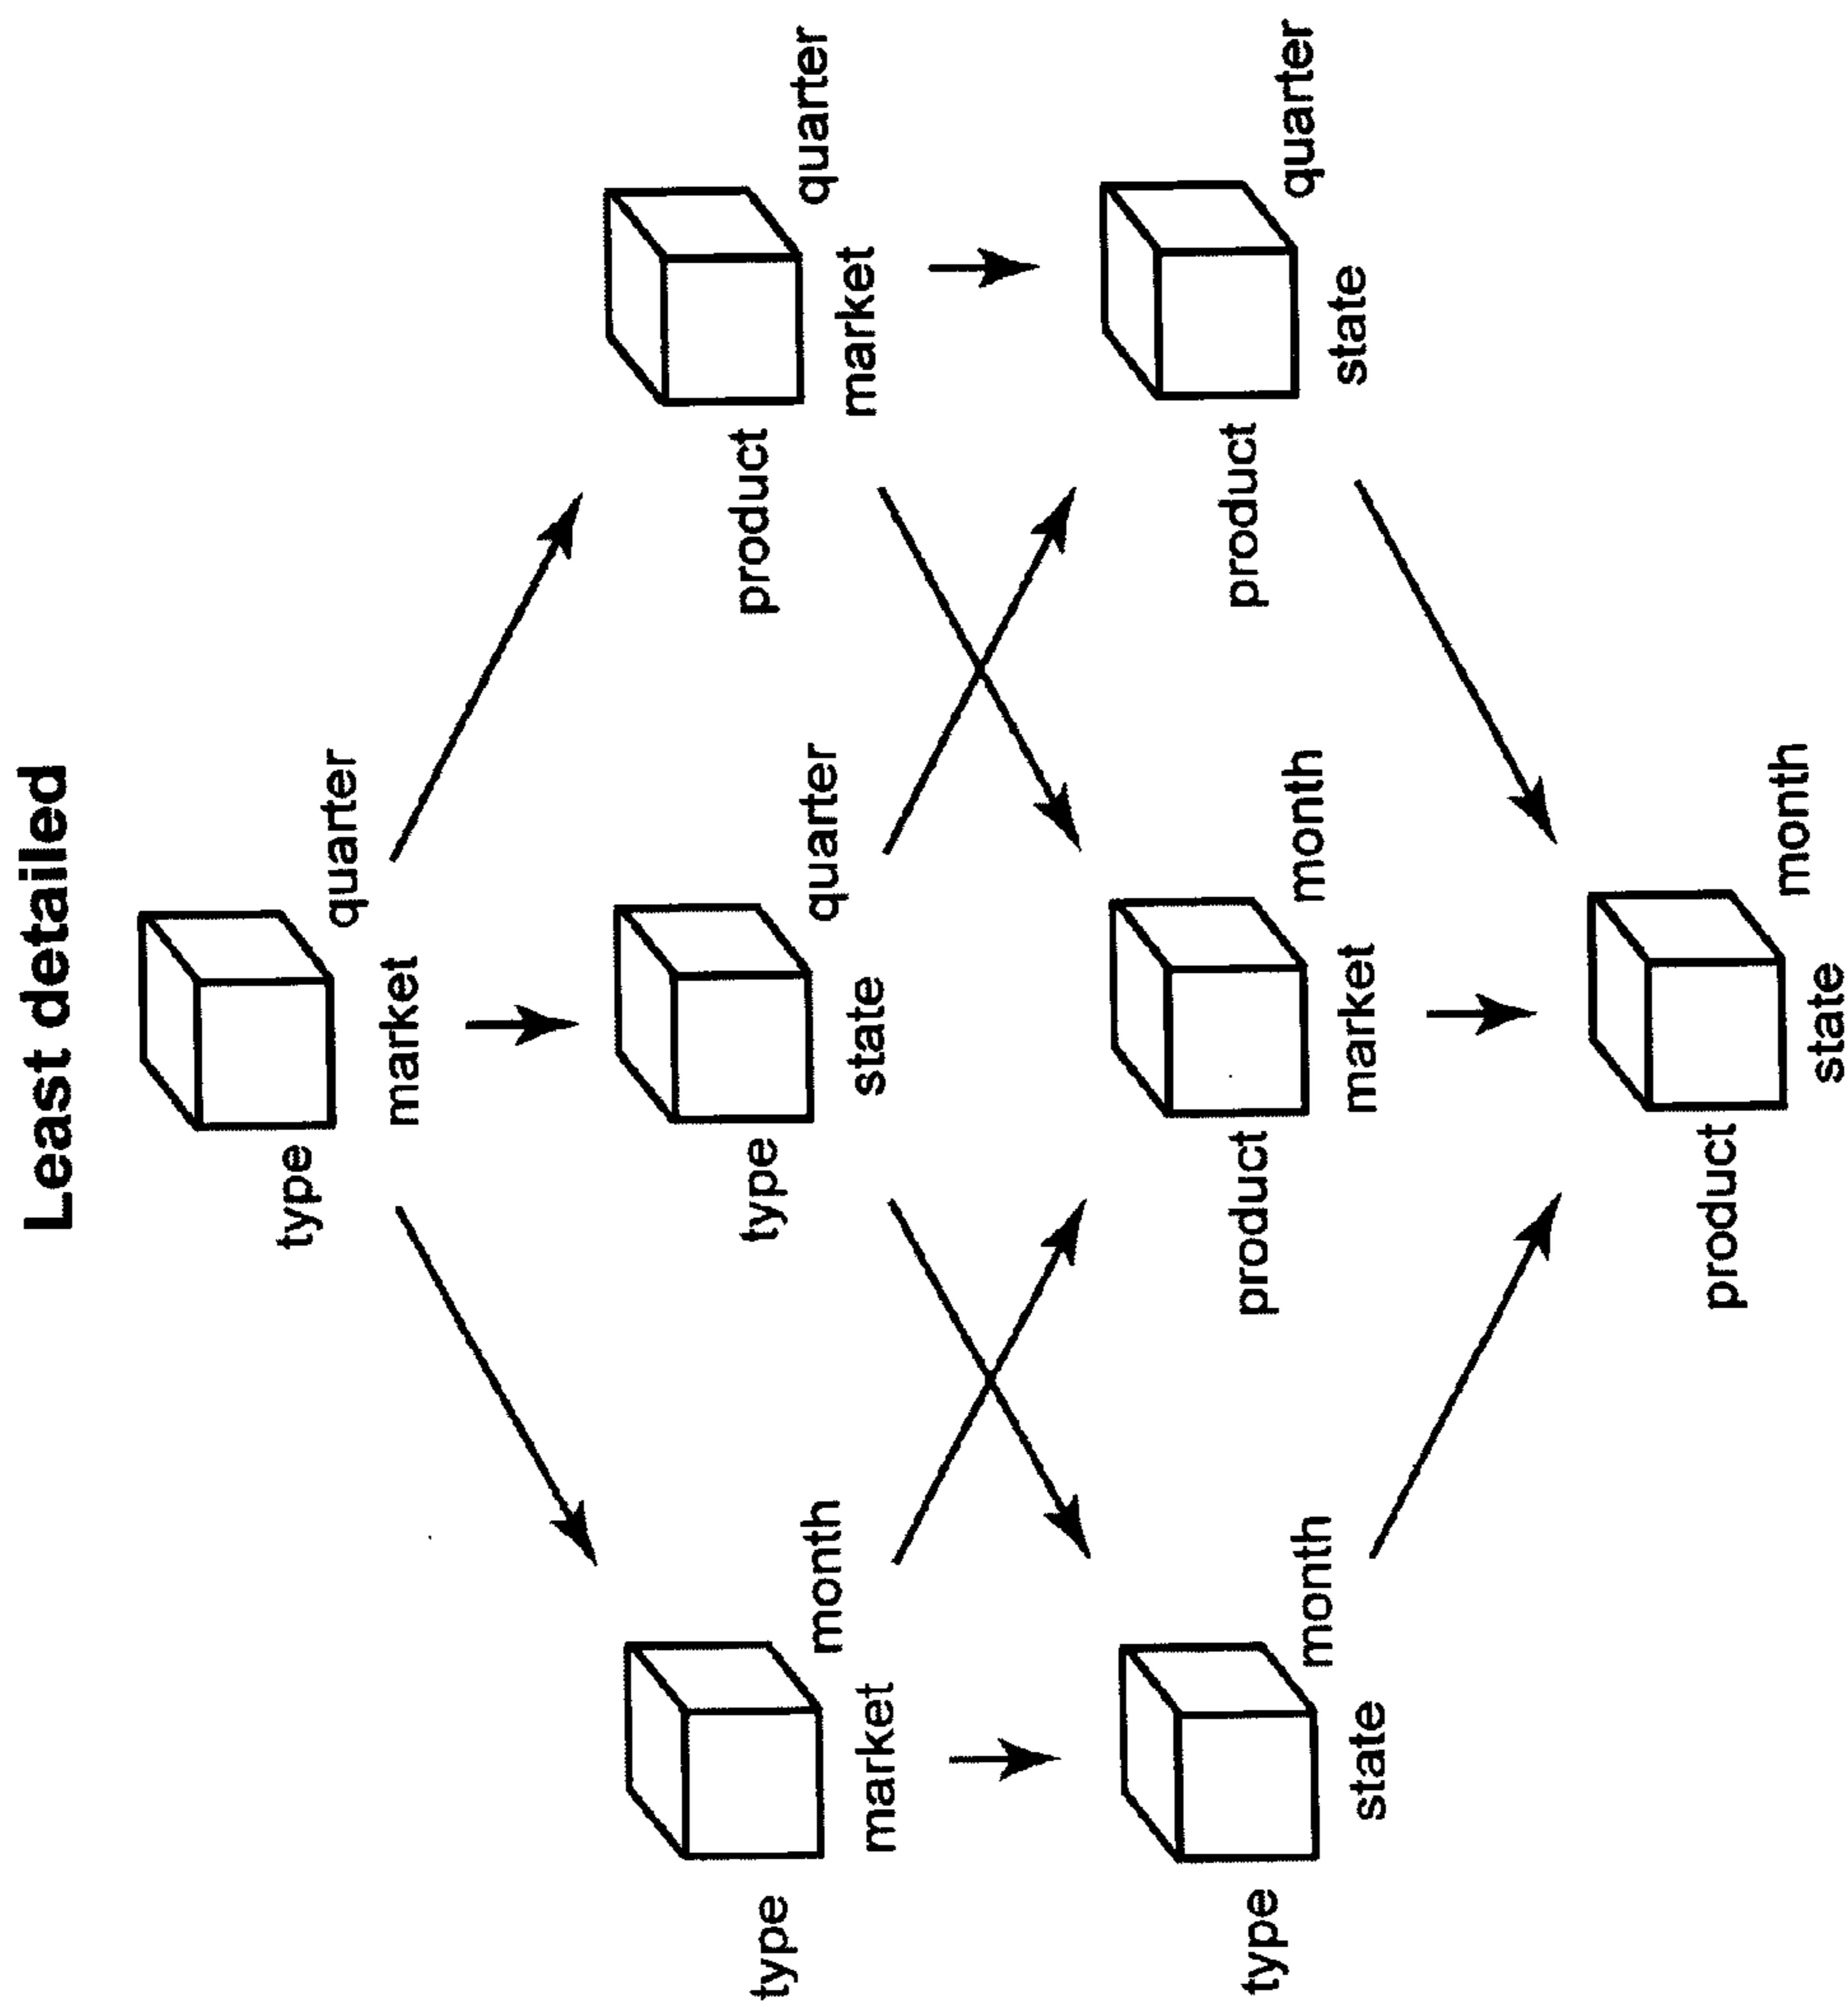 Least detailed
type
market
quarter
type
market
month
type
state
quarter
product
market
quarter
type
state
month
product
market
month
product
state
quarter
product
state
month